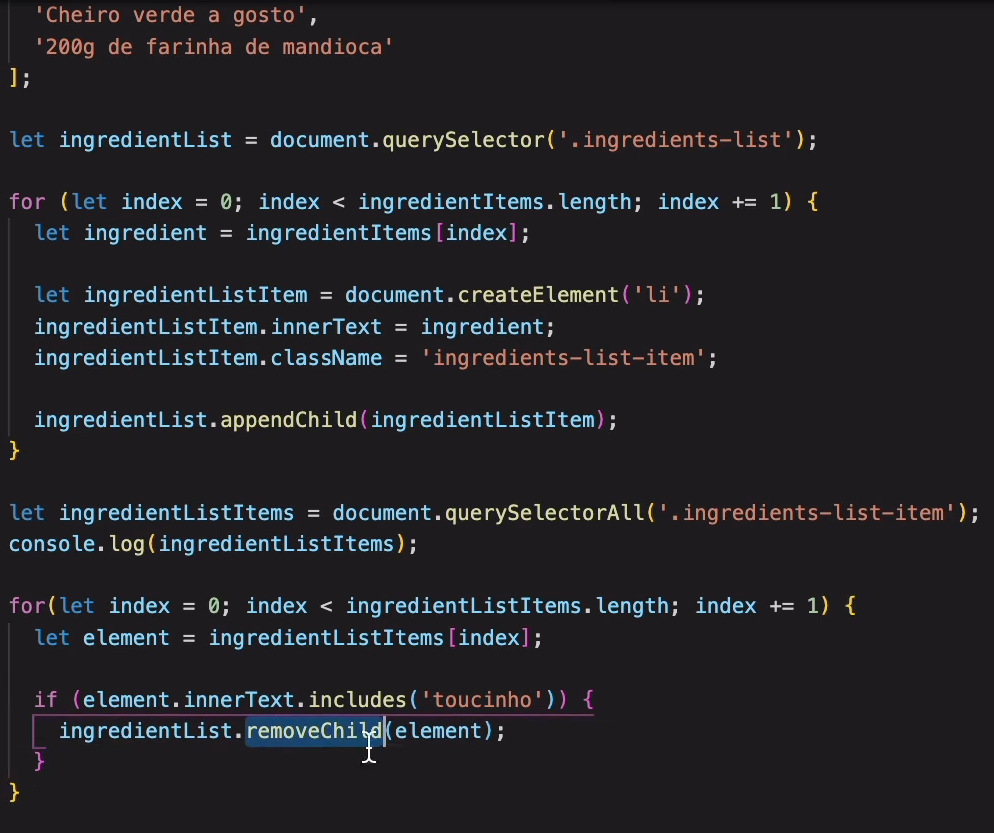 'Cheiro verde a gosto',
'200g de farinha de mandioca'
];
let ingredientList = document.querySelector('.ingredients-list');
for (let index = 0; index < ingredientItems.length; index += 1) {
let ingredient = ingredientItems[index];
let ingredientListItem = document.createElement('li');
ingredientListItem.innerText = ingredient;
ingredientListItem.className = 'ingredients-list-item';
ingredientList.appendChild(ingredientListItem);
}
let ingredientListItems = document.querySelectorAll('.ingredients-list-item');
console.log(ingredientListItems);
for(let index = 0; index < ingredientListItems.length; index += 1) {
let element = ingredientListItems[index];
if (element.innerText.includes('toucinho')) {
ingredientList.removeChild(element);
}
}